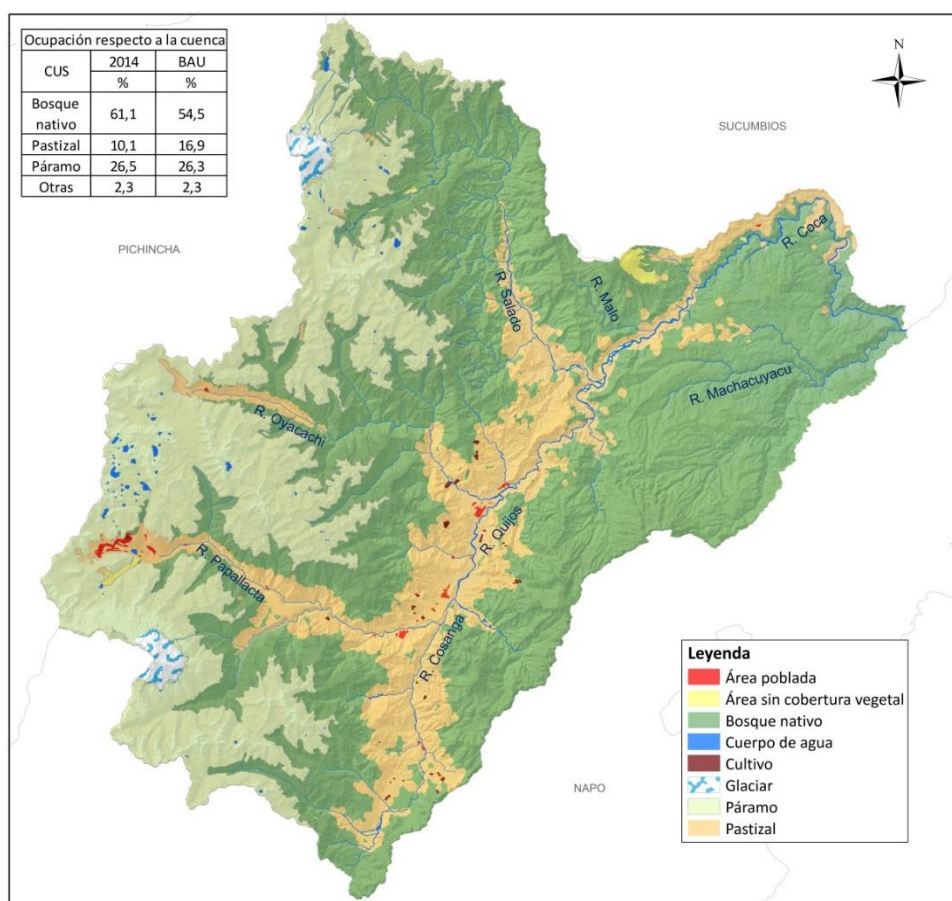 Ocupación respecto a la cuenca
CUS 2014 BAU
% %
Bosque nativo 61,1 54,5
Pastizal 10,1 16,9
Páramo 26,5 26,3
Otras 2,3 2,3
N
SUCUMBIOS
PICHINCHA
R. Coca
R. Salado
R. Malo
R. Machacuyacu
R. Oyacachi
R. Quijos
R. Papallacta
R. Cosanga
NAPO
Leyenda
Área poblada
Área sin cobertura vegetal
Bosque nativo
Cuerpo de agua
Cultivo
Glaciar
Páramo
Pastizal